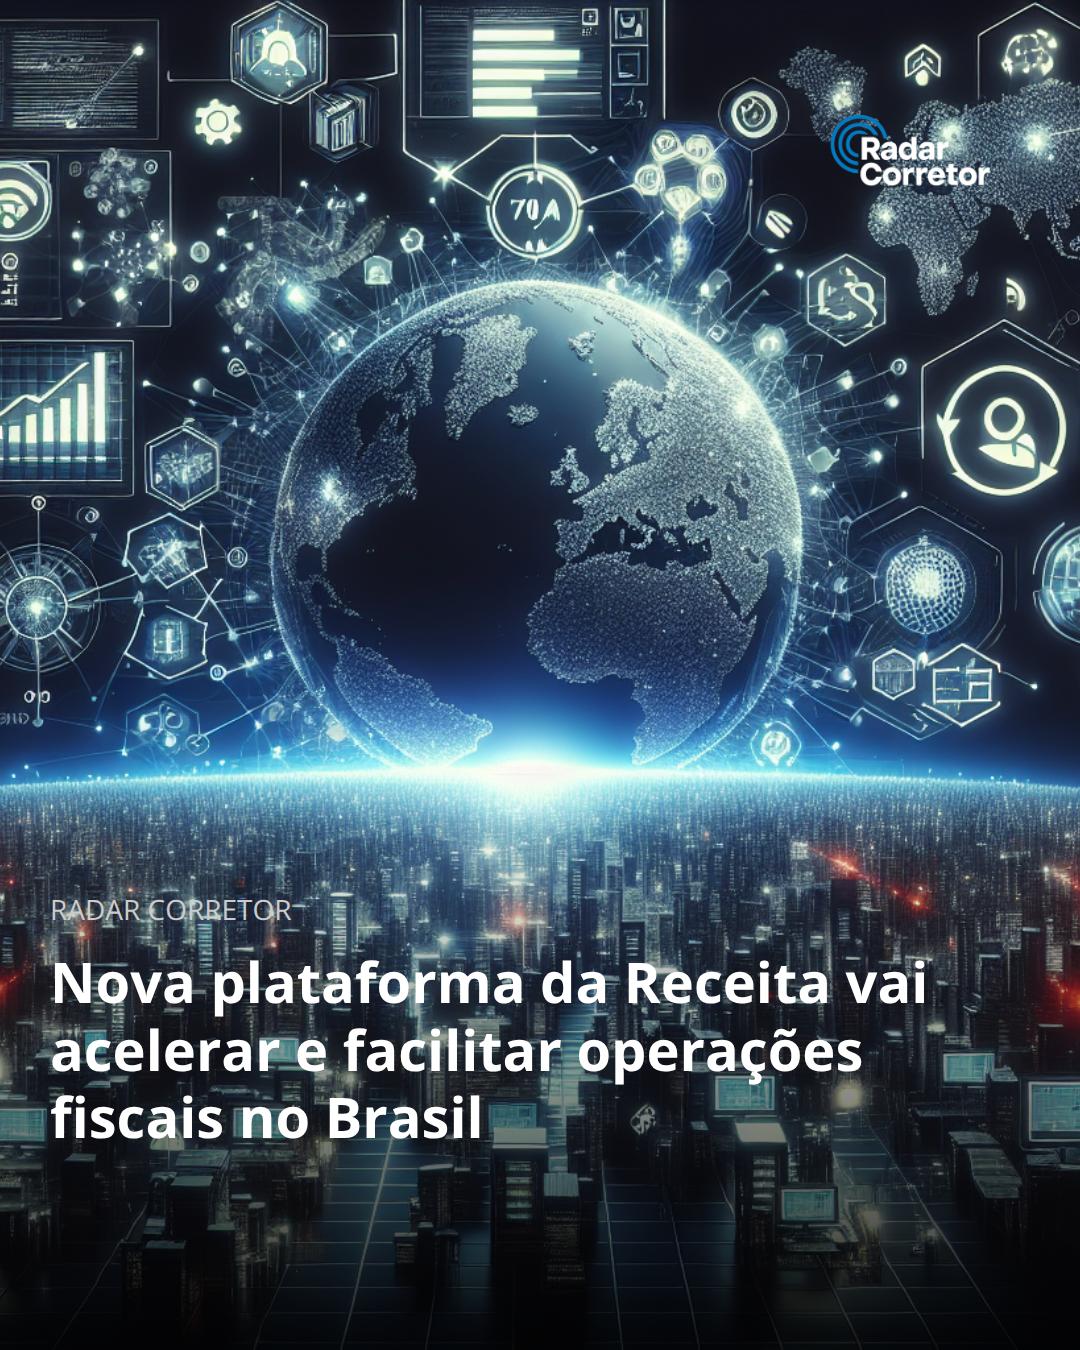 Radar
Corretor
RADAR CORRETOR
Nova plataforma da Receita vai
acelerar e facilitar operações
fiscais no Brasil